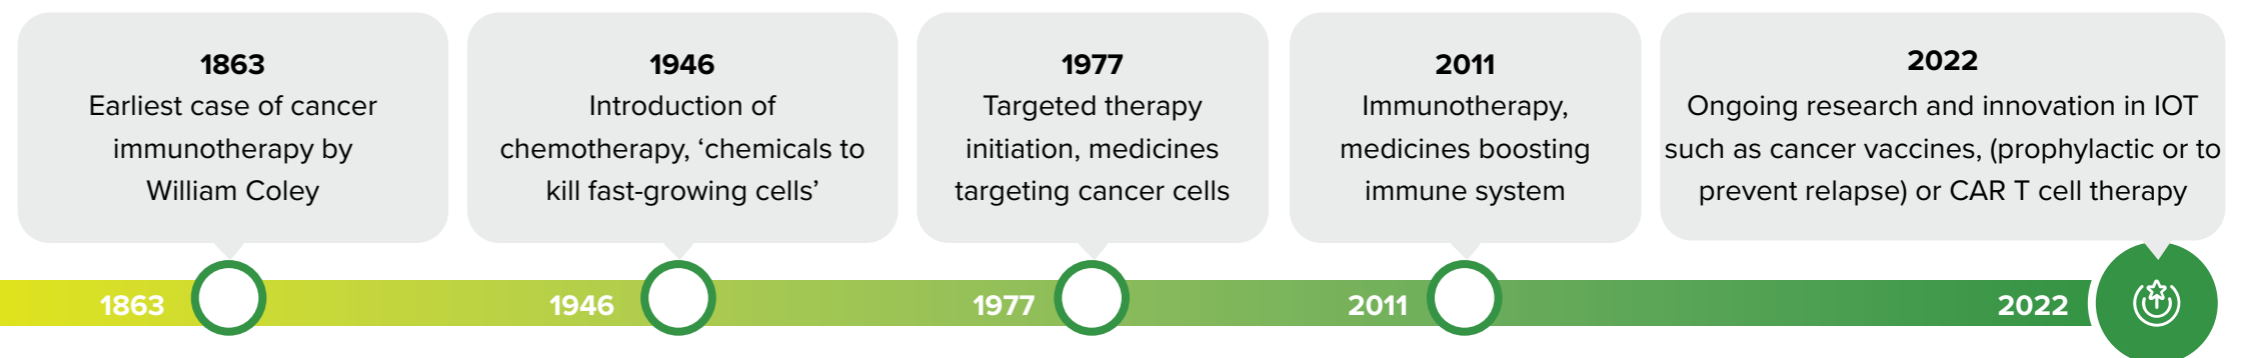 1863
Earliest case of cancer
immunotherapy by
William Coley
1946
Introduction of
chemotherapy, ‘chemicals to
kill fast-growing cells’
1977
Targeted therapy
initiation, medicines
targeting cancer cells
2011
Immunotherapy,
medicines boosting
immune system
2022
Ongoing research and innovation in IOT
such as cancer vaccines, (prophylactic or to
prevent relapse) or CAR T cell therapy
1863
1946
1977
2011
2022